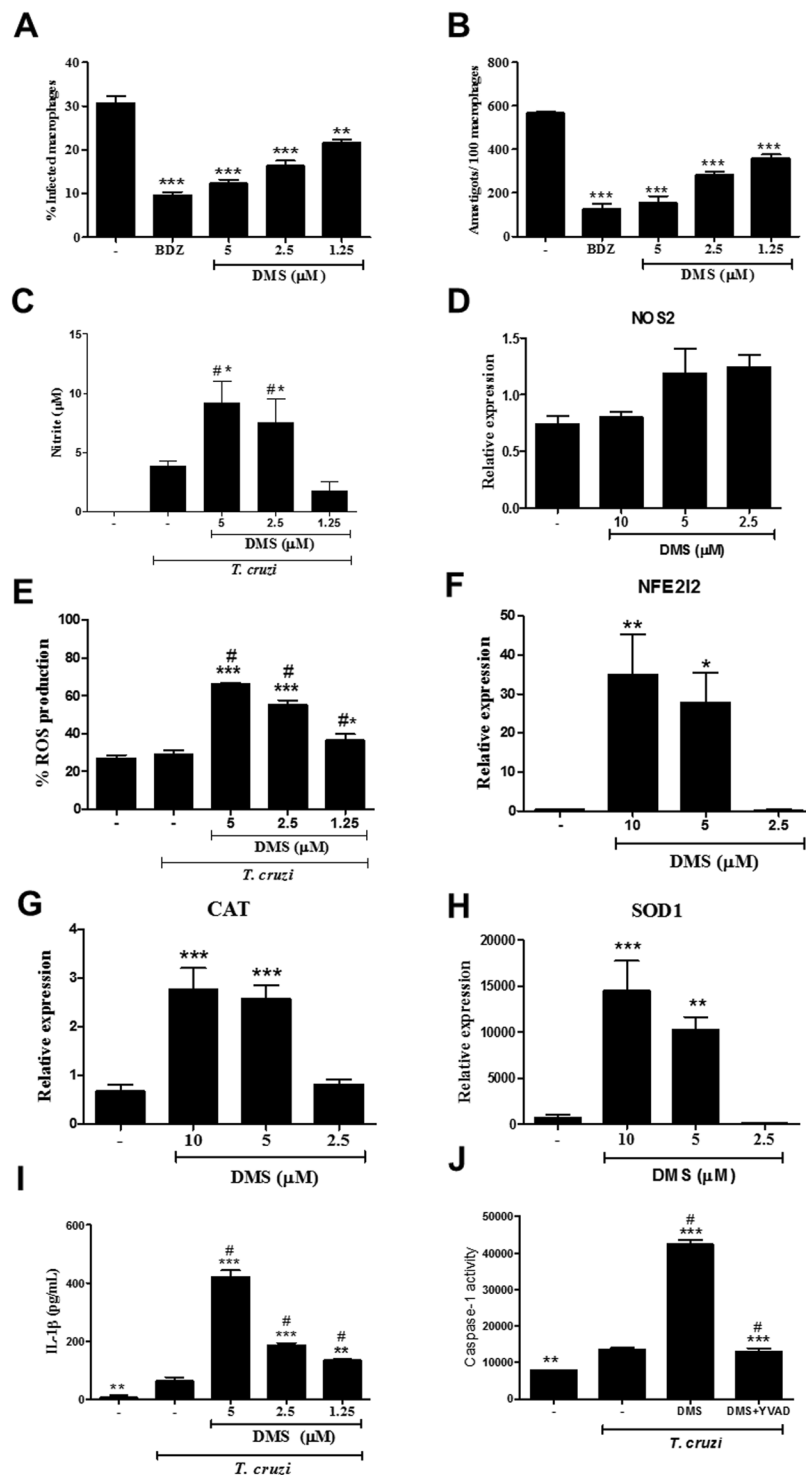 A
% Infected macrophages
40
30
20
10
0
***
***
***
**
- BDZ 5 2.5 1.25
DMS (μM)
B
Amastigots/ 100 macrophages
800
600
400
200
0
***
***
***
***
- BDZ 5 2.5 1.25
DMS (μM)
C
Nitrite (μM)
15
10
5
0
# *
# *
- - 5 2.5 1.25
DMS (μM)
T. cruzi
D
NOS2
Relative expression
1.5
1.0
0.5
0.0
- 10 5 2.5
DMS (μM)
E
% ROS production
100
80
60
40
20
0
#
***
#
***
#*
- - 5 2.5 1.25
DMS (μM)
T. cruzi
F
NFE2I2
Relative expression
50
40
30
20
10
0
**
*
- 10 5 2.5
DMS (μM)
G
CAT
Relative expression
4
3
2
1
0
***
***
- 10 5 2.5
DMS (μM)
H
SOD1
Relative expression
20000
15000
10000
5000
0
***
**
- 10 5 2.5
DMS (μM)
I
IL-1β (pg/mL)
600
400
200
0
**
#
***
#
***
#
**
- - 5 2.5 1.25
DMS (μM)
T. cruzi
J
Caspase-1 activity
50000
40000
30000
20000
10000
0
**
#
***
#
***
- - DMS DMS+YVAD
T. cruzi